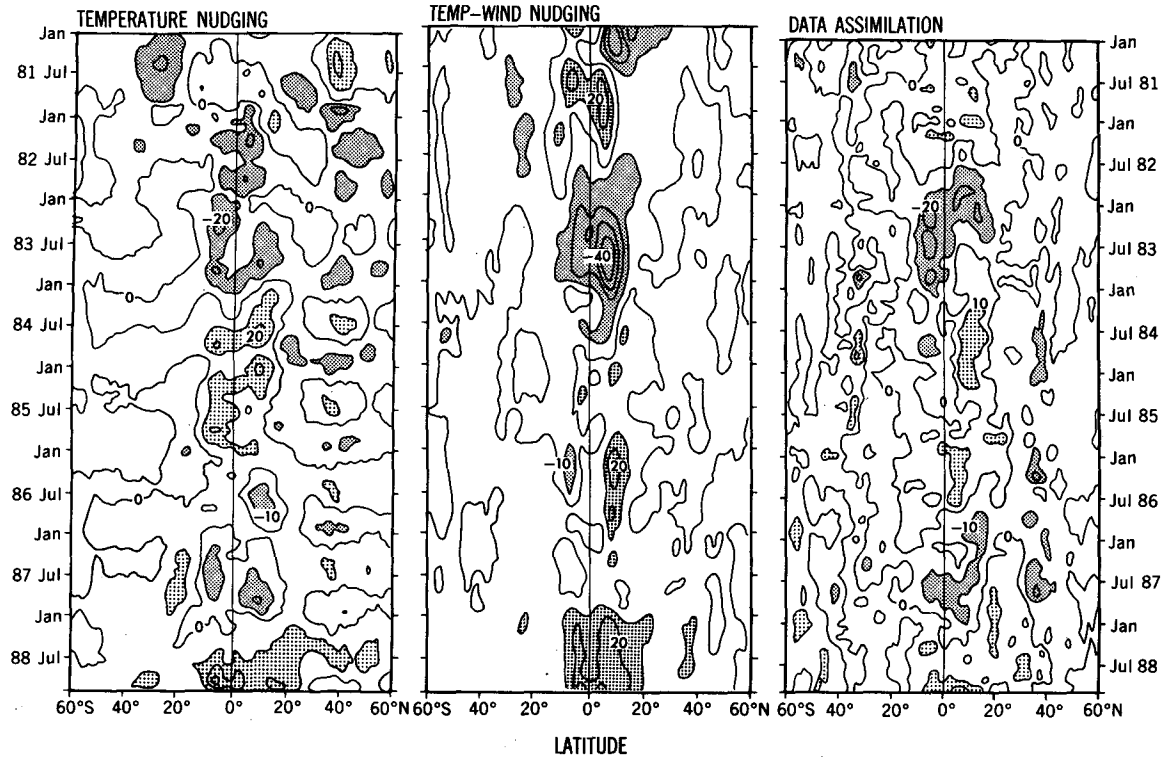 TEMPERATURE NUDGING
TEMP-WIND NUDGING
DATA ASSIMILATION
Jan
81 Jul
Jan
82 Jul
Jan
83 Jul
Jan
84 Jul
Jan
85 Jul
Jan
86 Jul
Jan
87 Jul
Jan
88 Jul
0
0
-20
0
20
0
-10
0
0
20
-40
-10
20
20
-20
10
-10
Jan
Jul 81
Jan
Jul 82
Jan
Jul 83
Jan
Jul 84
Jan
Jul 85
Jan
Jul 86
Jan
Jul 87
Jan
Jul 88
60°S 40° 20° 0° 20° 40° 60°N
60°S 40° 20° 0° 20° 40° 60°N
60°S 40° 20° 0° 20° 40° 60°N
LATITUDE